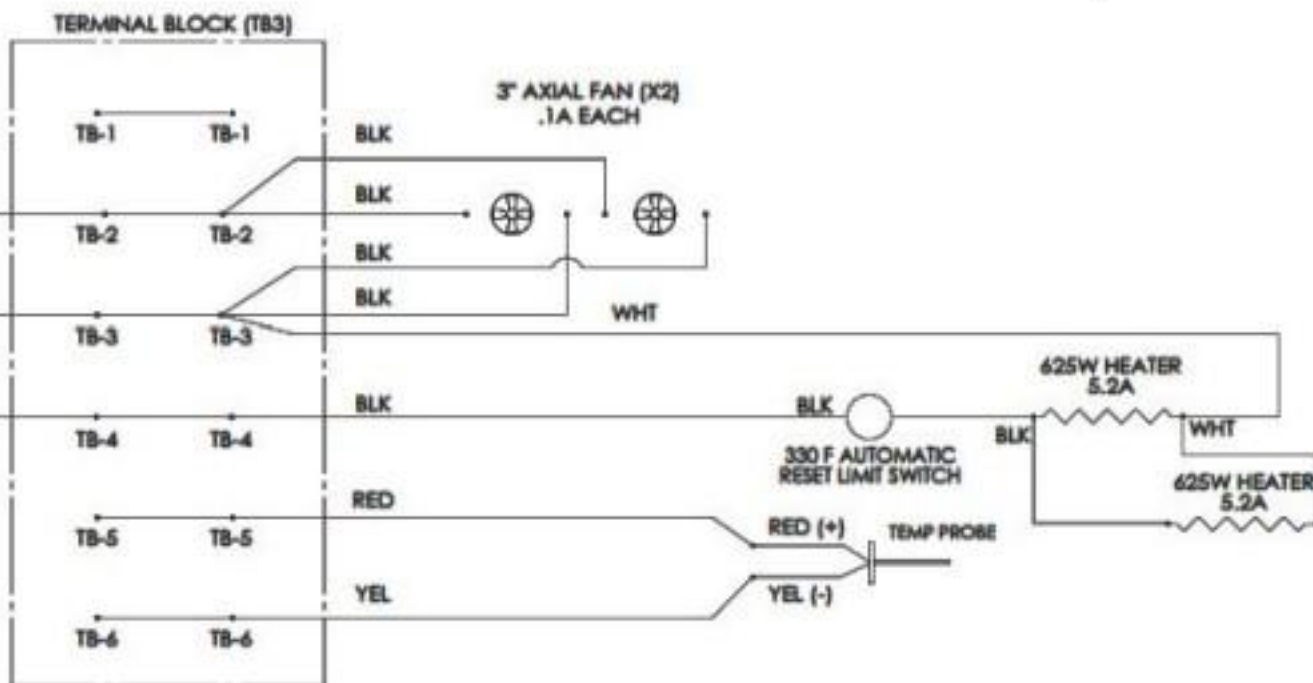 TERMINAL BLOCK (TB3)
3" AXIAL FAN (X2)
.1A EACH
TB-1 TB-1
BLK
BLK
TB-2 TB-2
BLK
BLK
TB-3 TB-3
WHT
625W HEATER
5.2A
BLK
BLK
TB-4 TB-4
BLK
WHT
330 F AUTOMATIC
RESET LIMIT SWITCH
625W HEATER
5.2A
RED
TB-5 TB-5
RED (+)
TEMP PROBE
YEL
YEL (-)
TB-6 TB-6